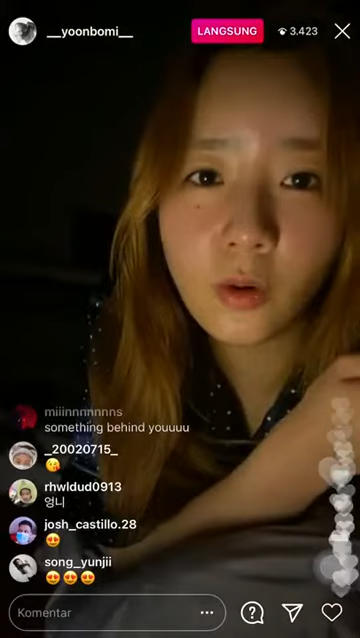 __yoonbomi__
LANGSUNG
3.423
miiinnnnnnns
something behind youuuu
_20020715_
😘
rhwldud0913
엉니
josh_castillo.28
😍
song_yunjii
😍😍😍
Komentar